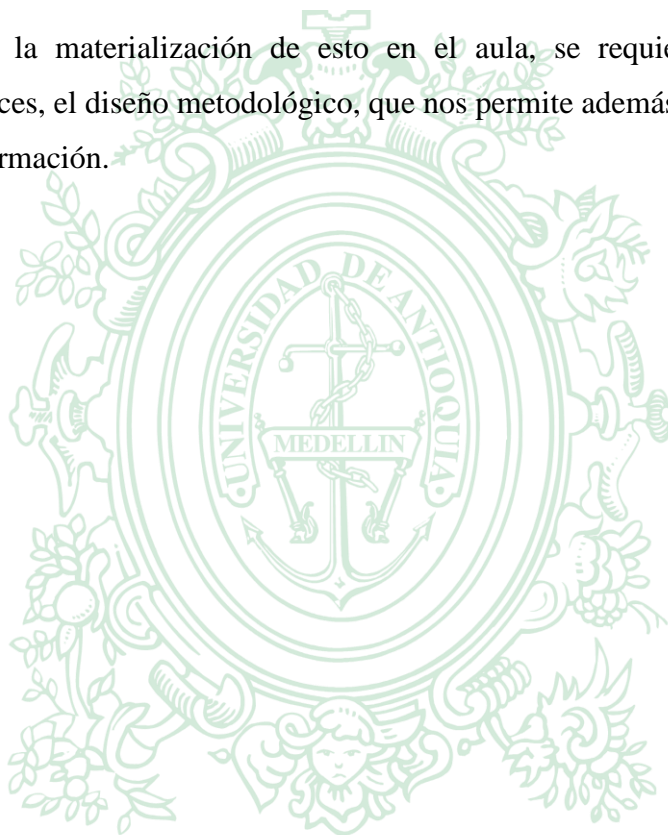 la materialización de esto en el aula, se requie
ces, el diseño metodológico, que nos permite además
rmación.
UNIVERSIDAD DE ANTIOQUIA
MEDELLIN